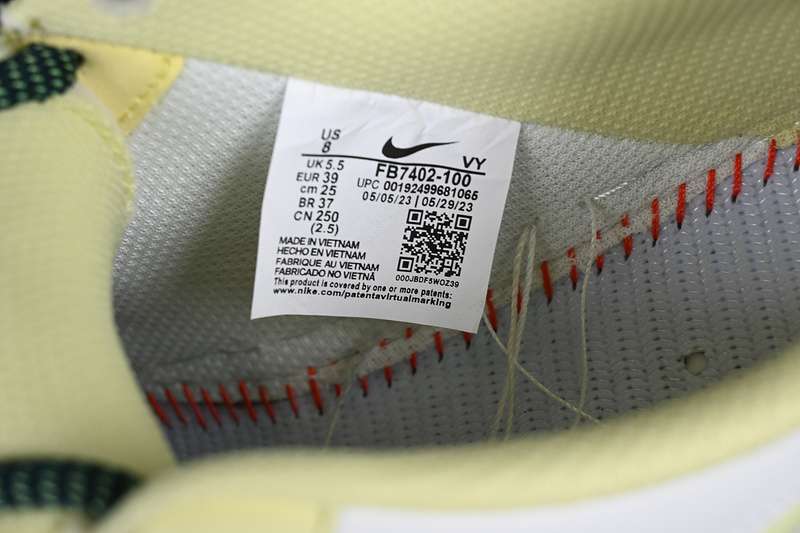 US
8
UK 5.5
EUR 39
cm 25
BR 37
CN 250
(2.5)
VY
FB7402-100
UPC 00192499681065
05/05/23 | 05/29/23
000JBDF5WOZ39
MADE IN VIETNAM
HECHO EN VIETNAM
FABRIQUE AU VIETNAM
FABRICADO NO VIETNÃ
This product is covered by one or more patents:
www.nike.com/patentavirtualmarking